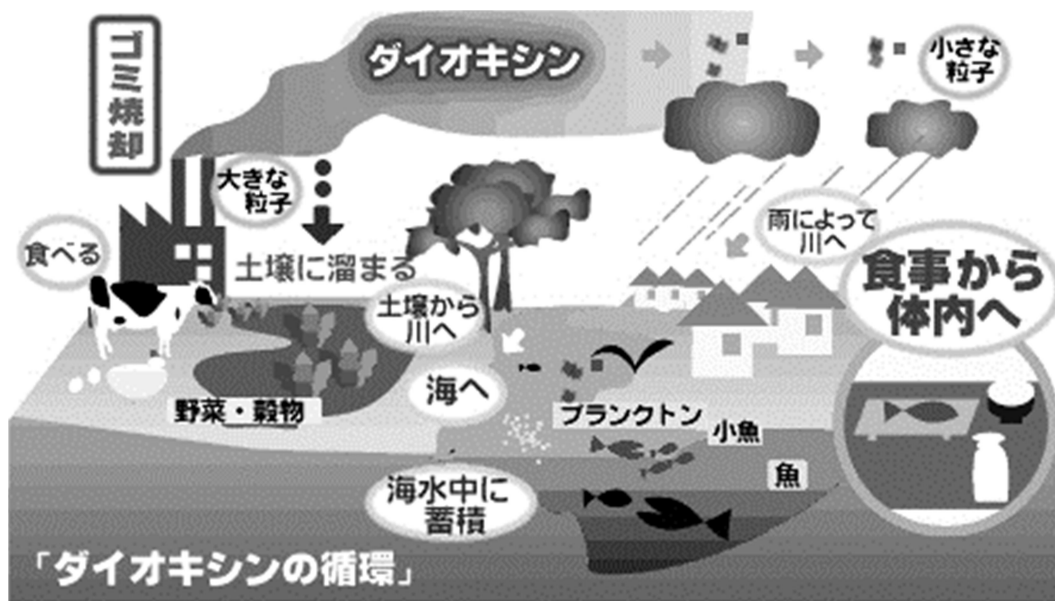 ゴミ焼却
ダイオキシン
小さな
粒子
大きな
粒子
食べる
土壌に溜まる
雨によって
川へ
食事から
体内へ
土壌から
川へ
海へ
野菜・穀物
プランクトン
小魚
魚
海水中に
蓄積
「ダイオキシンの循環」